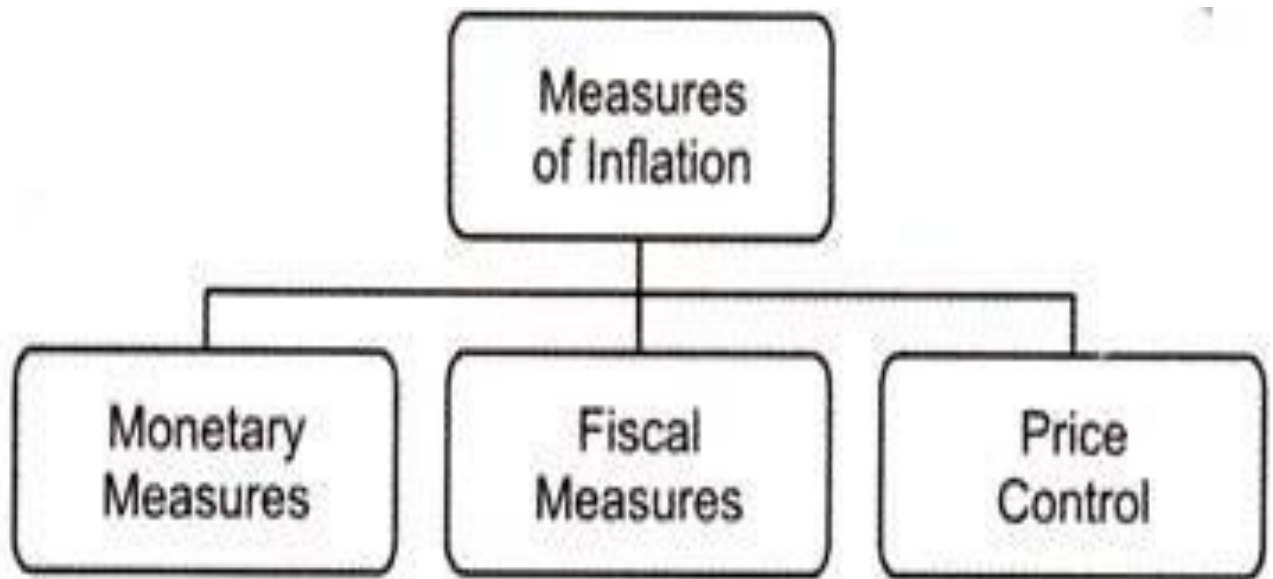 Measures
of Inflation
Monetary
Measures
Fiscal
Measures
Price
Control